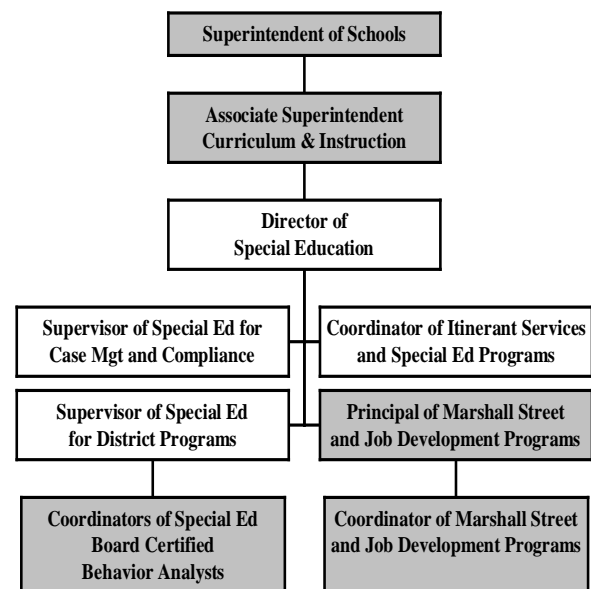 Superintendent of Schools
Associate Superintendent
Curriculum & Instruction
Director of
Special Education
Supervisor of Special Ed for
Case Mgt and Compliance
Coordinator of Itinerant Services
and Special Ed Programs
Supervisor of Special Ed
for District Programs
Principal of Marshall Street
and Job Development Programs
Coordinators of Special Ed
Board Certified
Behavior Analysts
Coordinator of Marshall Street
and Job Development Programs